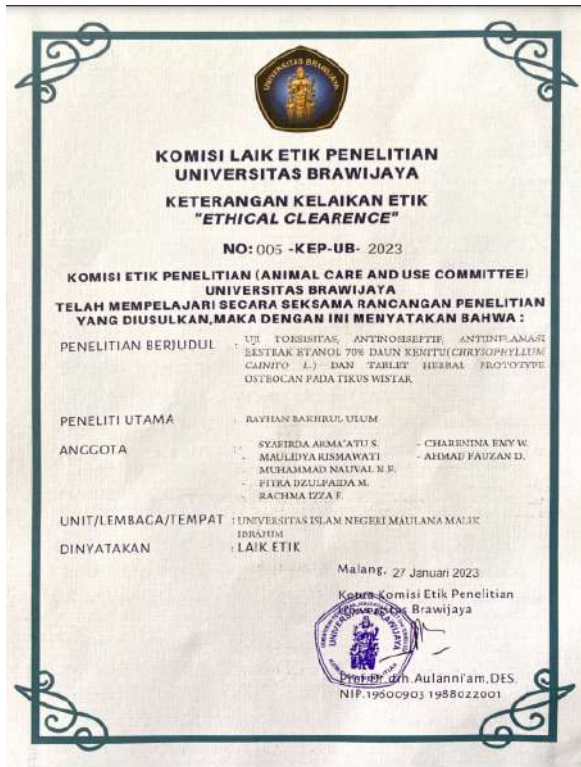 UNIVERSITAS BRAWIJAYA
KOMISI LAIK ETIK PENELITIAN
UNIVERSITAS BRAWIJAYA
KETERANGAN KELAIKAN ETIK
"ETHICAL CLEARENCE"
NO: 005 -KEP-UB- 2023
KOMISI ETIK PENELITIAN (ANIMAL CARE AND USE COMMITTEE)
UNIVERSITAS BRAWIJAYA
TELAH MEMPELAJARI SECARA SEKSAMA RANCANGAN PENELITIAN
YANG DIUSULKAN,MAKA DENGAN INI MENYATAKAN BAHWA :
PENELITIAN BERJUDUL : UJI TOKSISITAS, ANTINOSISEPTIF, ANTIINFLAMASI
EKSTRAK ETANOL 70% DAUN KENITU(CHRYSOPHYLLUM
CAINITO L.) DAN TABLET HERBAL PROTOTYPE
OSTEOCAN PADA TIKUS WISTAR
PENELITI UTAMA : RAYHAN BAKHRUL ULUM
ANGGOTA : - SYAFIRDA ARMA'ATU S. - CHARENINA EMY W.
- MAULIDYA RISMAWATI - AHMAD FAUZAN D.
- MUHAMMAD NAUVAL
- FITRA DZULFAIDA M.
- RACHMA IZZA F.
UNIT/LEMBAGA/TEMPAT : UNIVERSITAS ISLAM NEGERI MAULANA MALIK
IBRAHIM
DINYATAKAN : LAIK ETIK
Malang, 27 Januari 2023
Ketua Komisi Etik Penelitian
Universitas Brawijaya
UNIVERSITAS BRAWIJAYA
Prof.Dr.drh.Aulanni'am,DES.
NIP.19600903 1988022001